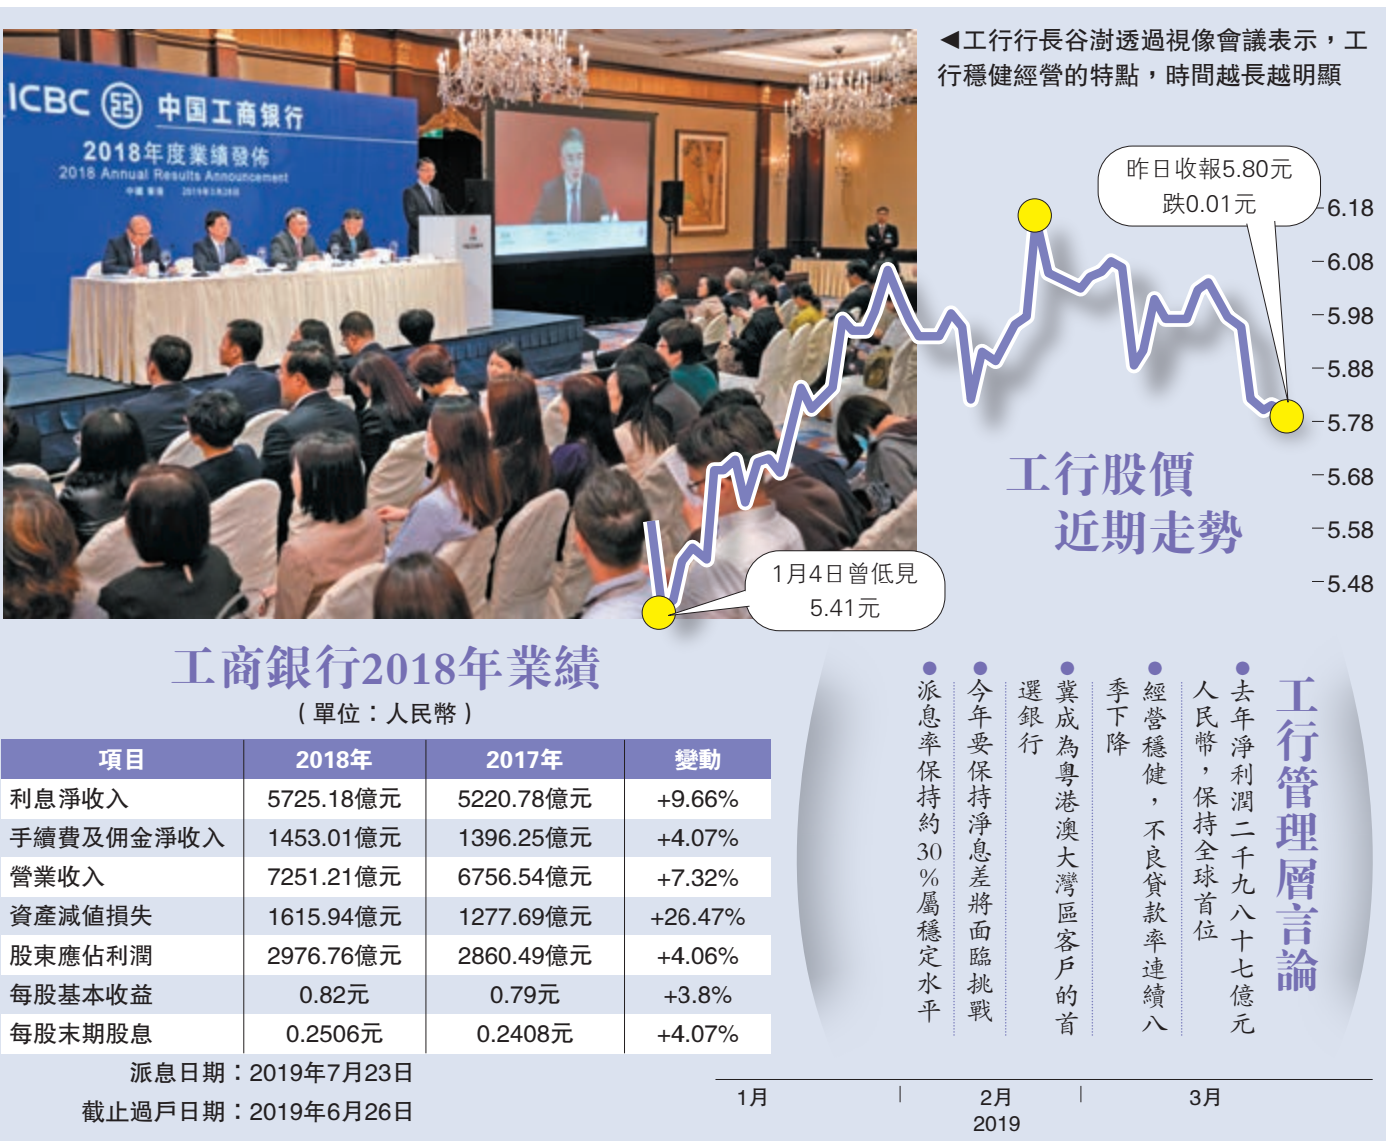 ICBC 中国工商银行
2018年度業績發佈
2018 Annual Results Announcement
◀工行行長谷澍透過視像會議表示，工
行穩健經營的特點，時間越長越明顯
昨日收報5.80元
跌0.01元
6.18
6.08
5.98
5.88
5.78
5.68
5.58
5.48
工行股價
近期走勢
1月4日曾低見
5.41元
工商銀行2018年業績
（單位：人民幣）
項目 2018年 2017年 變動
利息淨收入 5725.18億元 5220.78億元 +9.66%
手續費及佣金淨收入 1453.01億元 1396.25億元 +4.07%
營業收入 7251.21億元 6756.54億元 +7.32%
資產減值損失 1615.94億元 1277.69億元 +26.47%
股東應佔利潤 2976.76億元 2860.49億元 +4.06%
每股基本收益 0.82元 0.79元 +3.8%
每股末期股息 0.2506元 0.2408元 +4.07%
派息日期：2019年7月23日
截止過戶日期：2019年6月26日
工行管理層言論
●去年淨利潤二千九八十七億元
人民幣，保持全球首位
●經營穩健，不良貸款率連續八
季下降
●冀成為粵港澳大灣區客戶的首
選銀行
●今年要保持淨息差將面臨挑戰
●派息率保持約30%屬穩定水平
1月
2月
3月
2019